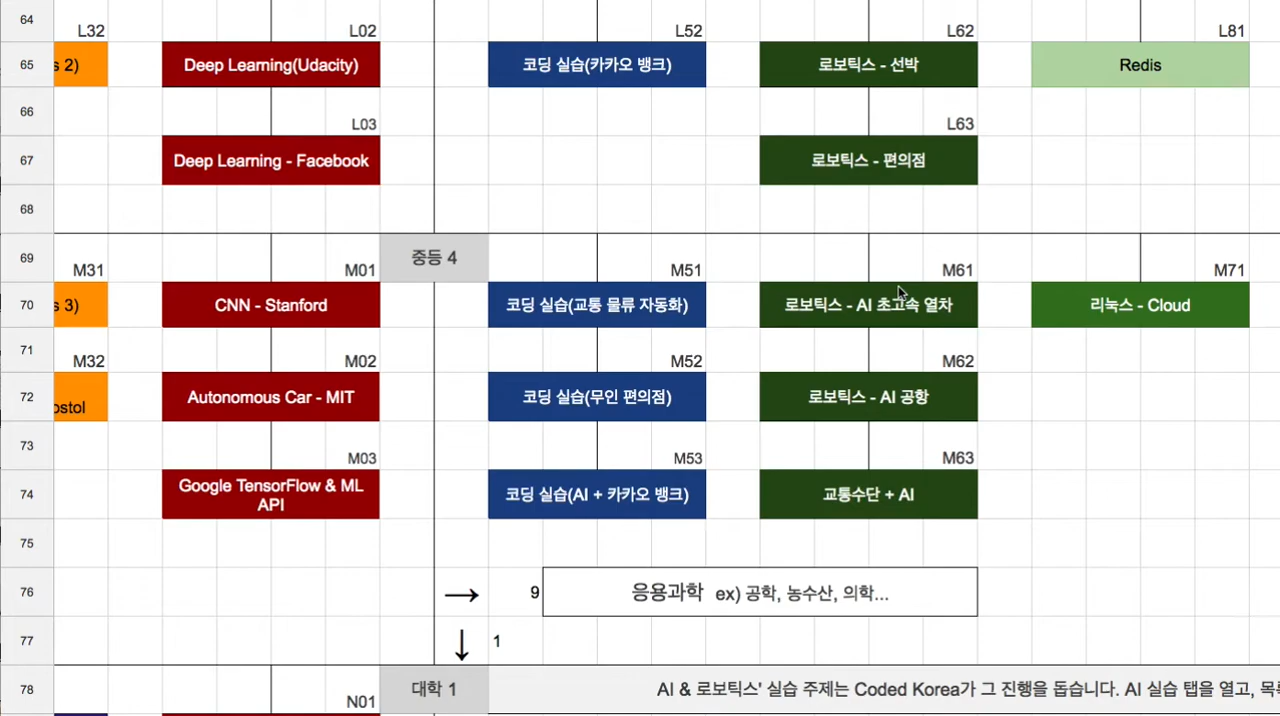 64
L32 L02 L52 L62 L81
65 s 2) Deep Learning(Udacity) 코딩 실습(카카오 뱅크) 로보틱스 - 선박 Redis
66
L03 L63
67 Deep Learning - Facebook 로보틱스 - 편의점
68
69 중등 4
M31 M01 M51 M61 M71
70 s 3) CNN - Stanford 코딩 실습(교통 물류 자동화) 로보틱스 - AI 초고속 열차 리눅스 - Cloud
71
M32 M02 M52 M62
72 ostol Autonomous Car - MIT 코딩 실습(무인 편의점) 로보틱스 - AI 공항
73
M03 M53 M63
74 Google TensorFlow & ML API 코딩 실습(AI + 카카오 뱅크) 교통수단 + AI
75
76 → 9 응용과학 ex) 공학, 농수산, 의학...
77 ↓ 1
78 대학 1 AI & 로보틱스' 실습 주제는 Coded Korea가 그 진행을 돕습니다. AI 실습 탭을 열고, 목록
N01